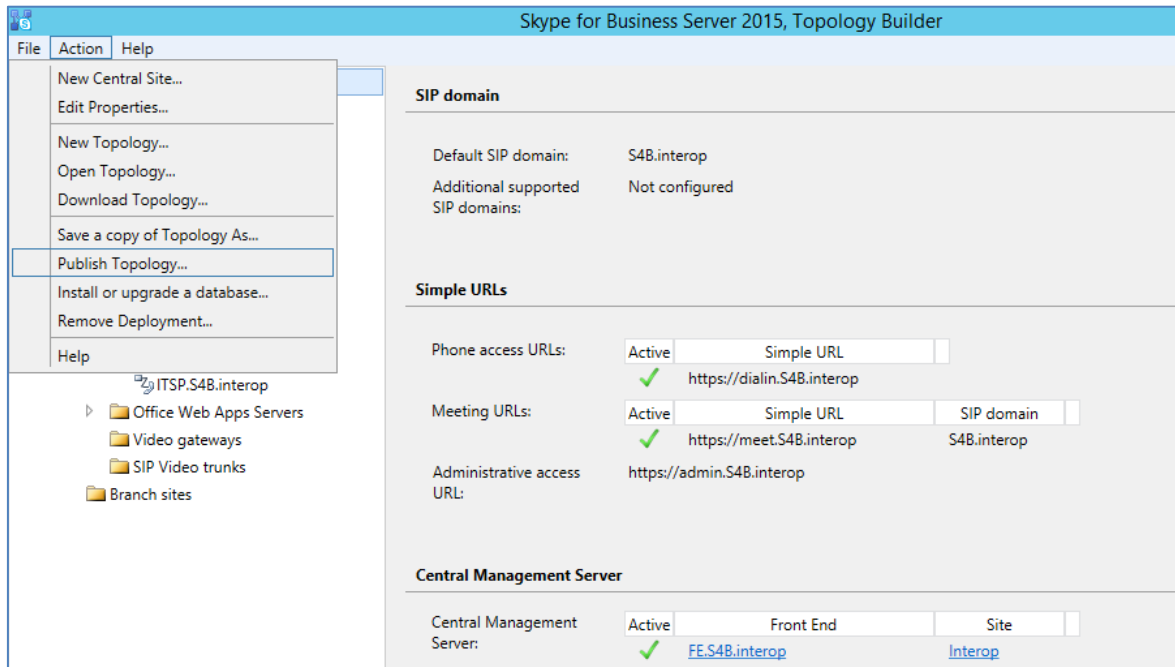 Skype for Business Server 2015, Topology Builder
File Action Help
New Central Site...
Edit Properties...
New Topology...
Open Topology...
Download Topology...
Save a copy of Topology As...
Publish Topology...
Install or upgrade a database...
Remove Deployment...
Help
ITSP.S4B.interop
Office Web Apps Servers
Video gateways
SIP Video trunks
Branch sites
SIP domain
Default SIP domain: S4B.interop
Additional supported Not configured
SIP domains:
Simple URLs
Phone access URLs: Active Simple URL
https://dialin.S4B.interop
Meeting URLs: Active Simple URL SIP domain
https://meet.S4B.interop S4B.interop
Administrative access https://admin.S4B.interop
URL:
Central Management Server
Central Management Active Front End Site
Server: FE.S4B.interop Interop